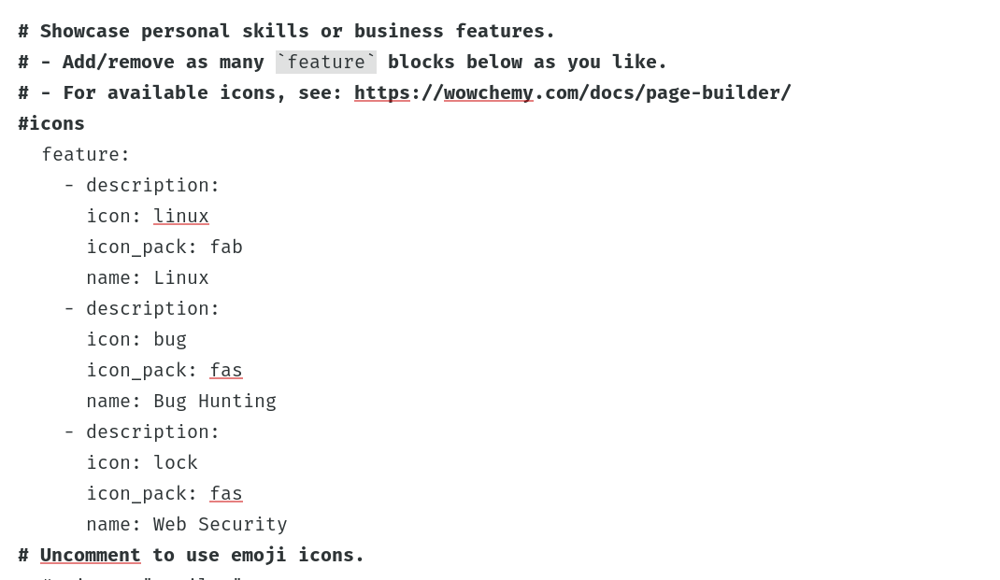 # Showcase personal skills or business features.
# - Add/remove as many `feature` blocks below as you like.
# - For available icons, see: https://wowchemy.com/docs/page-builder/
#icons
feature:
- description:
icon: linux
icon_pack: fab
name: Linux
- description:
icon: bug
icon_pack: fas
name: Bug Hunting
- description:
icon: lock
icon_pack: fas
name: Web Security
# Uncomment to use emoji icons.